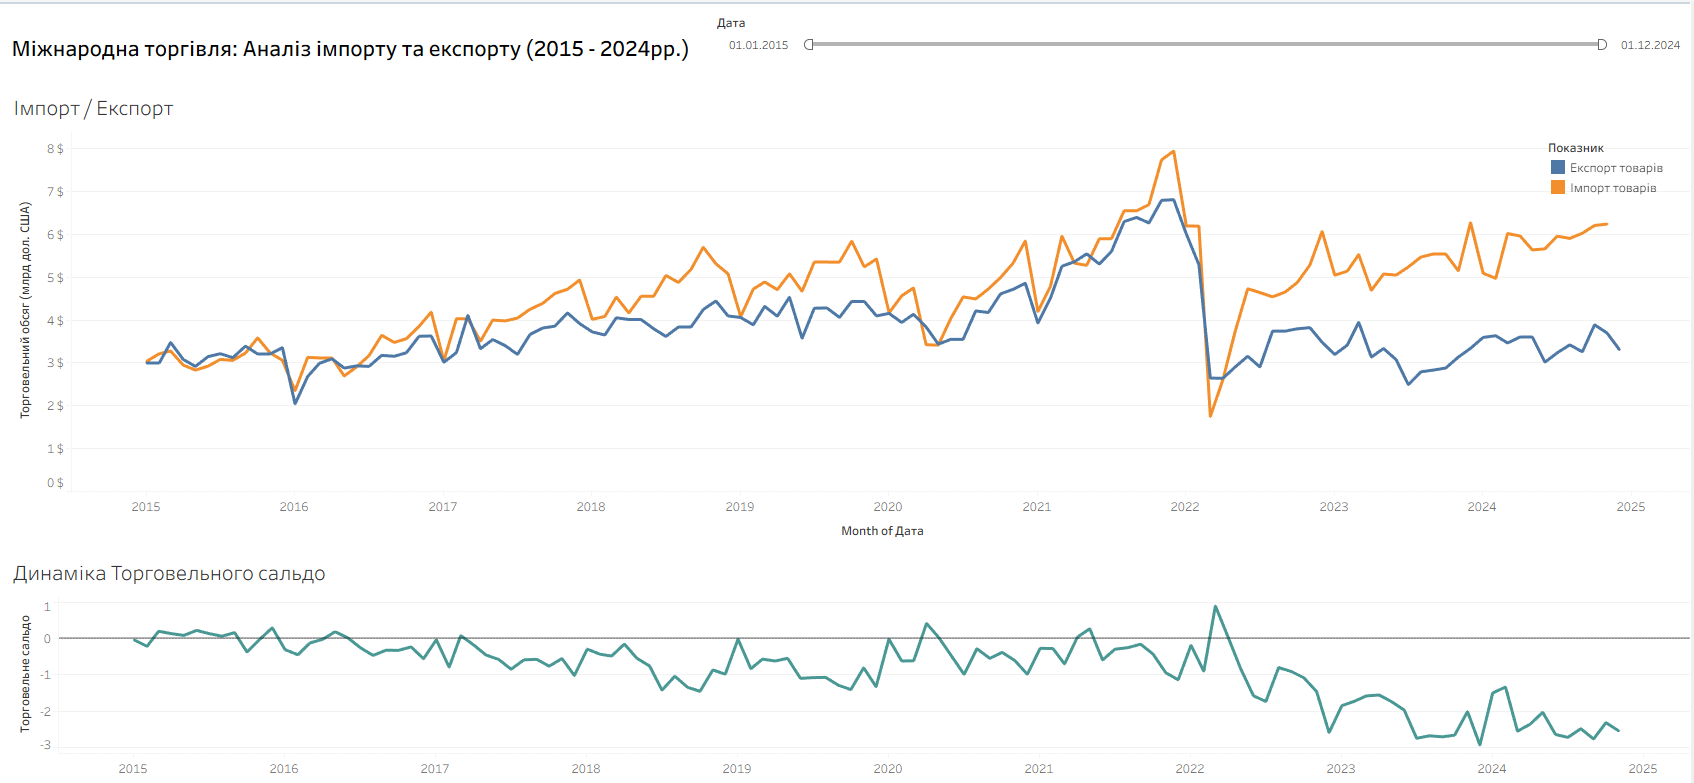 Дата
Міжнародна торгівля: Аналіз імпорту та експорту (2015 - 2024рр.)
01.01.2015
01.12.2024
Імпорт / Експорт
Показник
Експорт товарів
Імпорт товарів
Торговельний обсяг (млрд дол. США)
8 $
7 $
6 $
5 $
4 $
3 $
2 $
1 $
0 $
2015 2016 2017 2018 2019 2020 2021 2022 2023 2024 2025
Month of Дата
Динаміка Торговельного сальдо
Торговельне сальдо
1
0
-1
-2
-3
2015 2016 2017 2018 2019 2020 2021 2022 2023 2024 2025